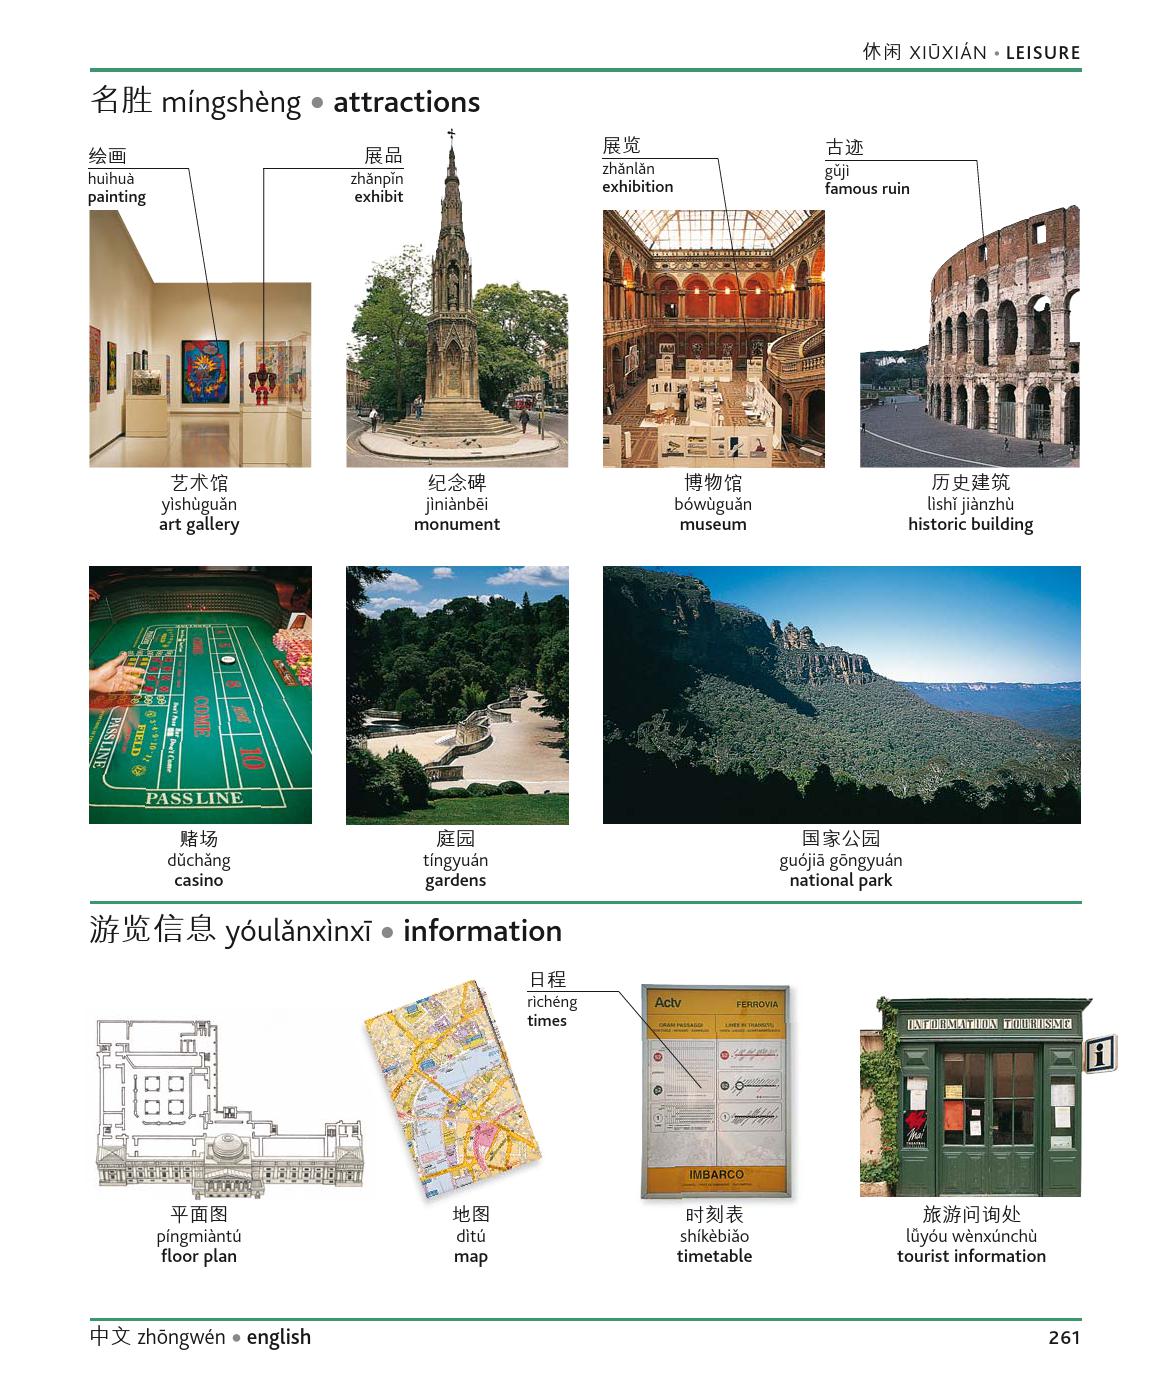 休闲 XIŪXIÁN • LEISURE
名胜 míngshèng • attractions
绘画
huìhuà
painting
展品
zhǎnpǐn
exhibit
展览
zhǎnlǎn
exhibition
古迹
gǔjì
famous ruin
艺术馆
yìshùguǎn
art gallery
纪念碑
jìniànbēi
monument
博物馆
bówùguǎn
museum
历史建筑
lìshǐ jiànzhù
historic building
COME
COME
FIELD
10
PASS LINE
PASS LINE
赌场
dǔchǎng
casino
庭园
tíngyuán
gardens
国家公园
guójiā gōngyuán
national park
游览信息 yóulǎnxìnxī • information
日程
rìchéng
times
Actv FERROVIA
ORARI PASSAGGI
IMBARCO
INFORMATION TOURISME
i
平面图
píngmiàntú
floor plan
地图
dìtú
map
时刻表
shíkèbiǎo
timetable
旅游问询处
lǚyóu wènxúnchù
tourist information
中文 zhōngwén • english
261